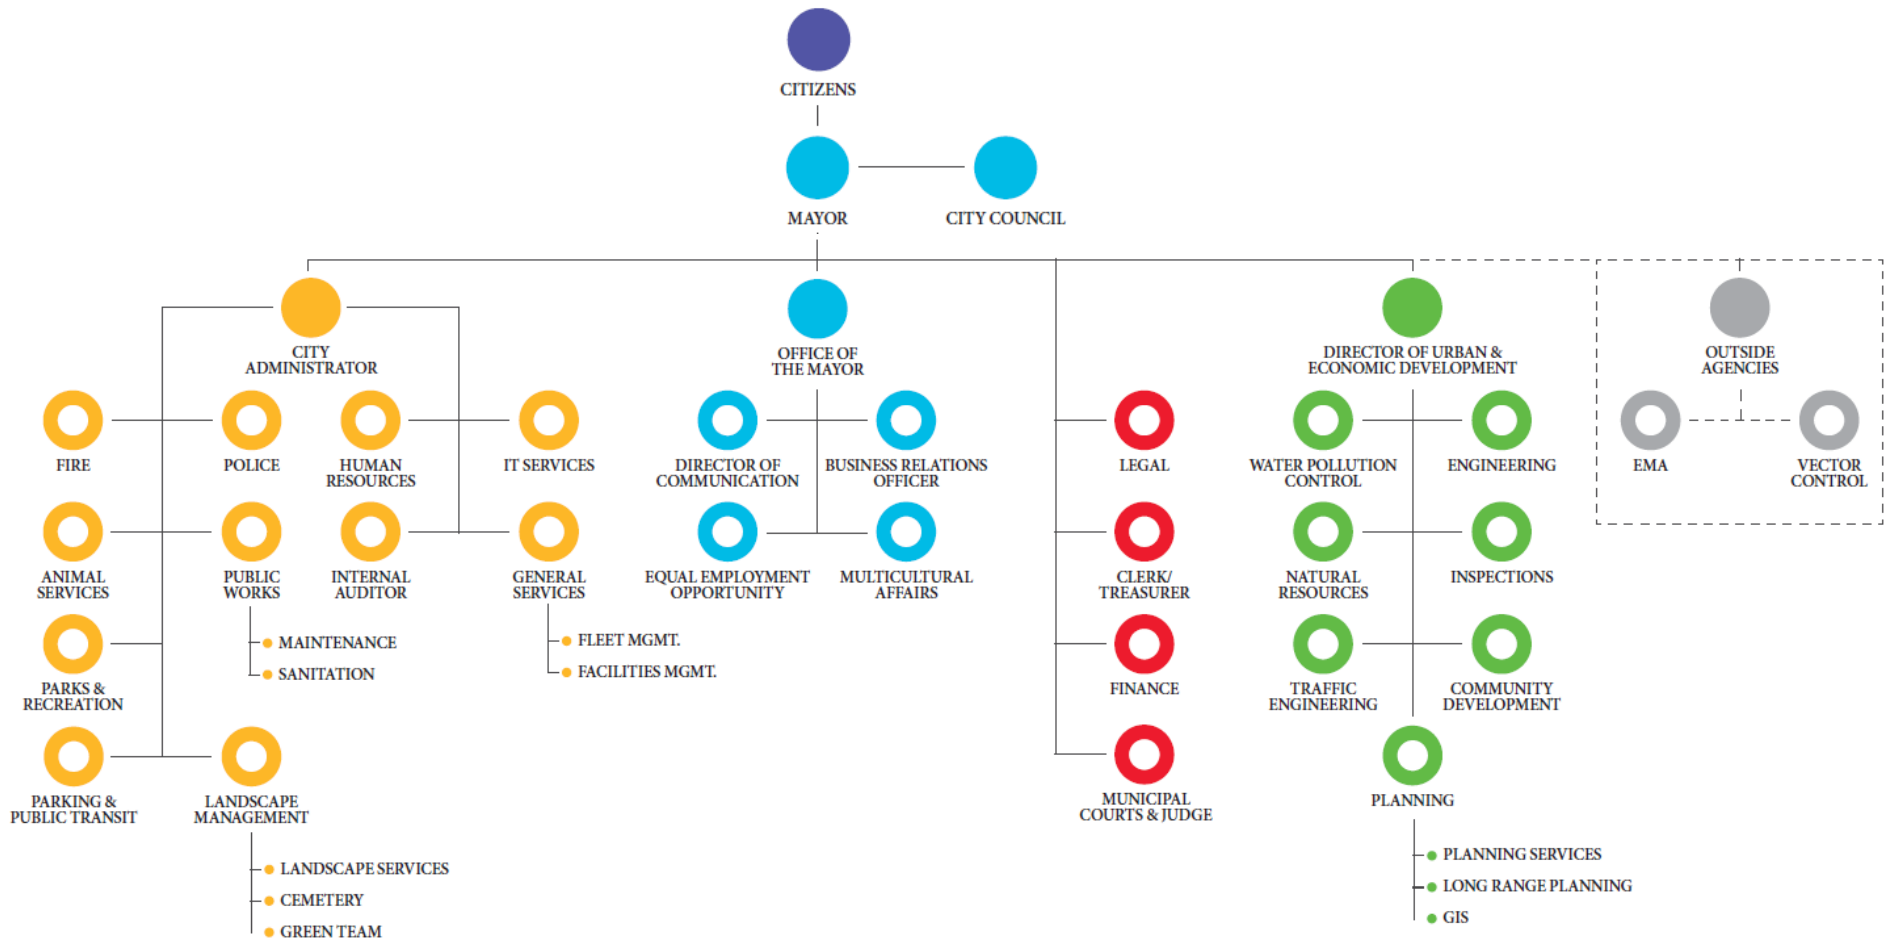 CITIZENS
MAYOR
CITY COUNCIL
CITY
ADMINISTRATOR
OFFICE OF
THE MAYOR
DIRECTOR OF URBAN &
ECONOMIC DEVELOPMENT
OUTSIDE
AGENCIES
FIRE
POLICE
HUMAN
RESOURCES
IT SERVICES
DIRECTOR OF
COMMUNICATION
BUSINESS RELATIONS
OFFICER
LEGAL
WATER POLLUTION
CONTROL
ENGINEERING
EMA
VECTOR
CONTROL
ANIMAL
SERVICES
PUBLIC
WORKS
INTERNAL
AUDITOR
GENERAL
SERVICES
EQUAL EMPLOYMENT
OPPORTUNITY
MULTICULTURAL
AFFAIRS
CLERK/
TREASURER
NATURAL
RESOURCES
INSPECTIONS
MAINTENANCE
SANITATION
FLEET MGMT.
FACILITIES MGMT.
PARKS &
RECREATION
FINANCE
TRAFFIC
ENGINEERING
COMMUNITY
DEVELOPMENT
PARKING &
PUBLIC TRANSIT
LANDSCAPE
MANAGEMENT
MUNICIPAL
COURTS & JUDGE
PLANNING
LANDSCAPE SERVICES
CEMETERY
GREEN TEAM
PLANNING SERVICES
LONG RANGE PLANNING
GIS